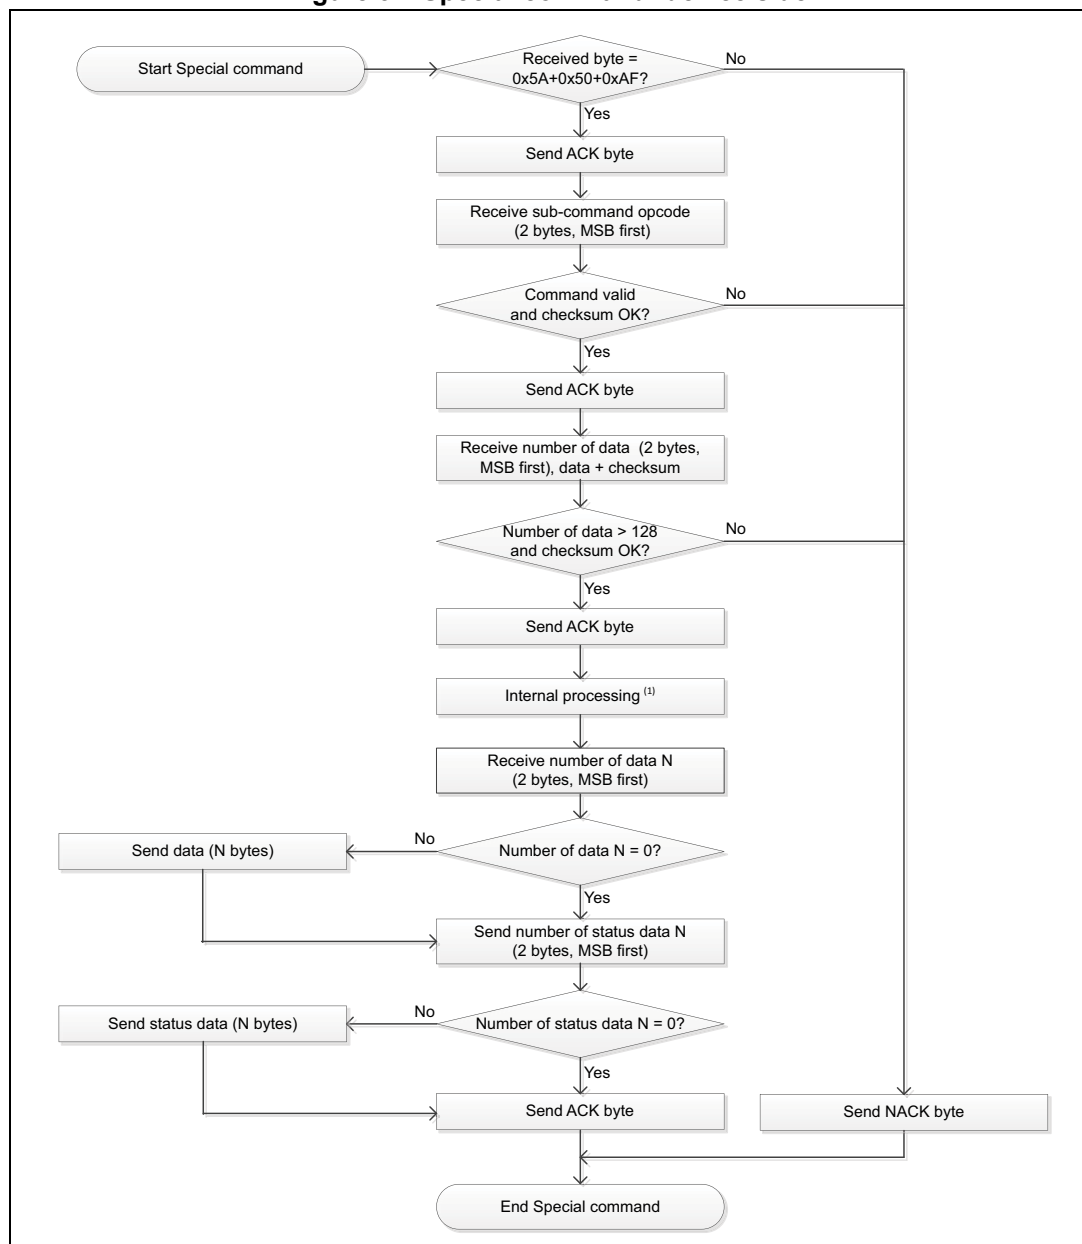 Start Special command
Received byte =
0x5A+0x50+0xAF?
No
Yes
Send ACK byte
Receive sub-command opcode
(2 bytes, MSB first)
Command valid
and checksum OK?
No
Yes
Send ACK byte
Receive number of data (2 bytes,
MSB first), data + checksum
Number of data > 128
and checksum OK?
No
Yes
Send ACK byte
Internal processing (1)
Receive number of data N
(2 bytes, MSB first)
Send data (N bytes)
No
Number of data N = 0?
Yes
Send number of status data N
(2 bytes, MSB first)
Send status data (N bytes)
No
Number of status data N = 0?
Yes
Send ACK byte
Send NACK byte
End Special command